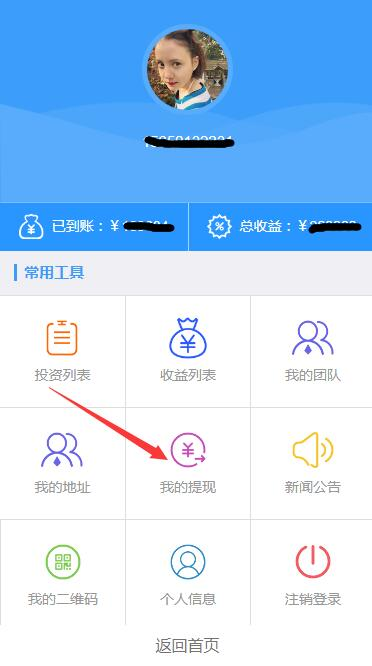 已到账：￥
总收益：￥
常用工具
投资列表
收益列表
我的团队
我的地址
我的提现
新闻公告
我的二维码
个人信息
注销登录
返回首页